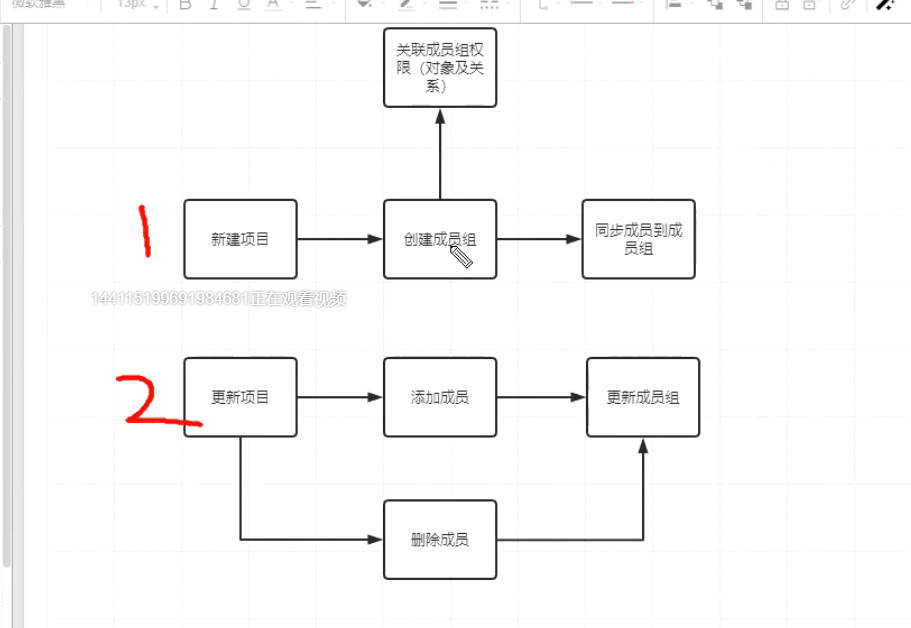 微软雅黑
13px
B I U A
关联成员组权
限（对象及关
系）
1
新建项目
创建成员组
同步成员到成
员组
144115199691984681正在观看视频
2
更新项目
添加成员
更新成员组
删除成员